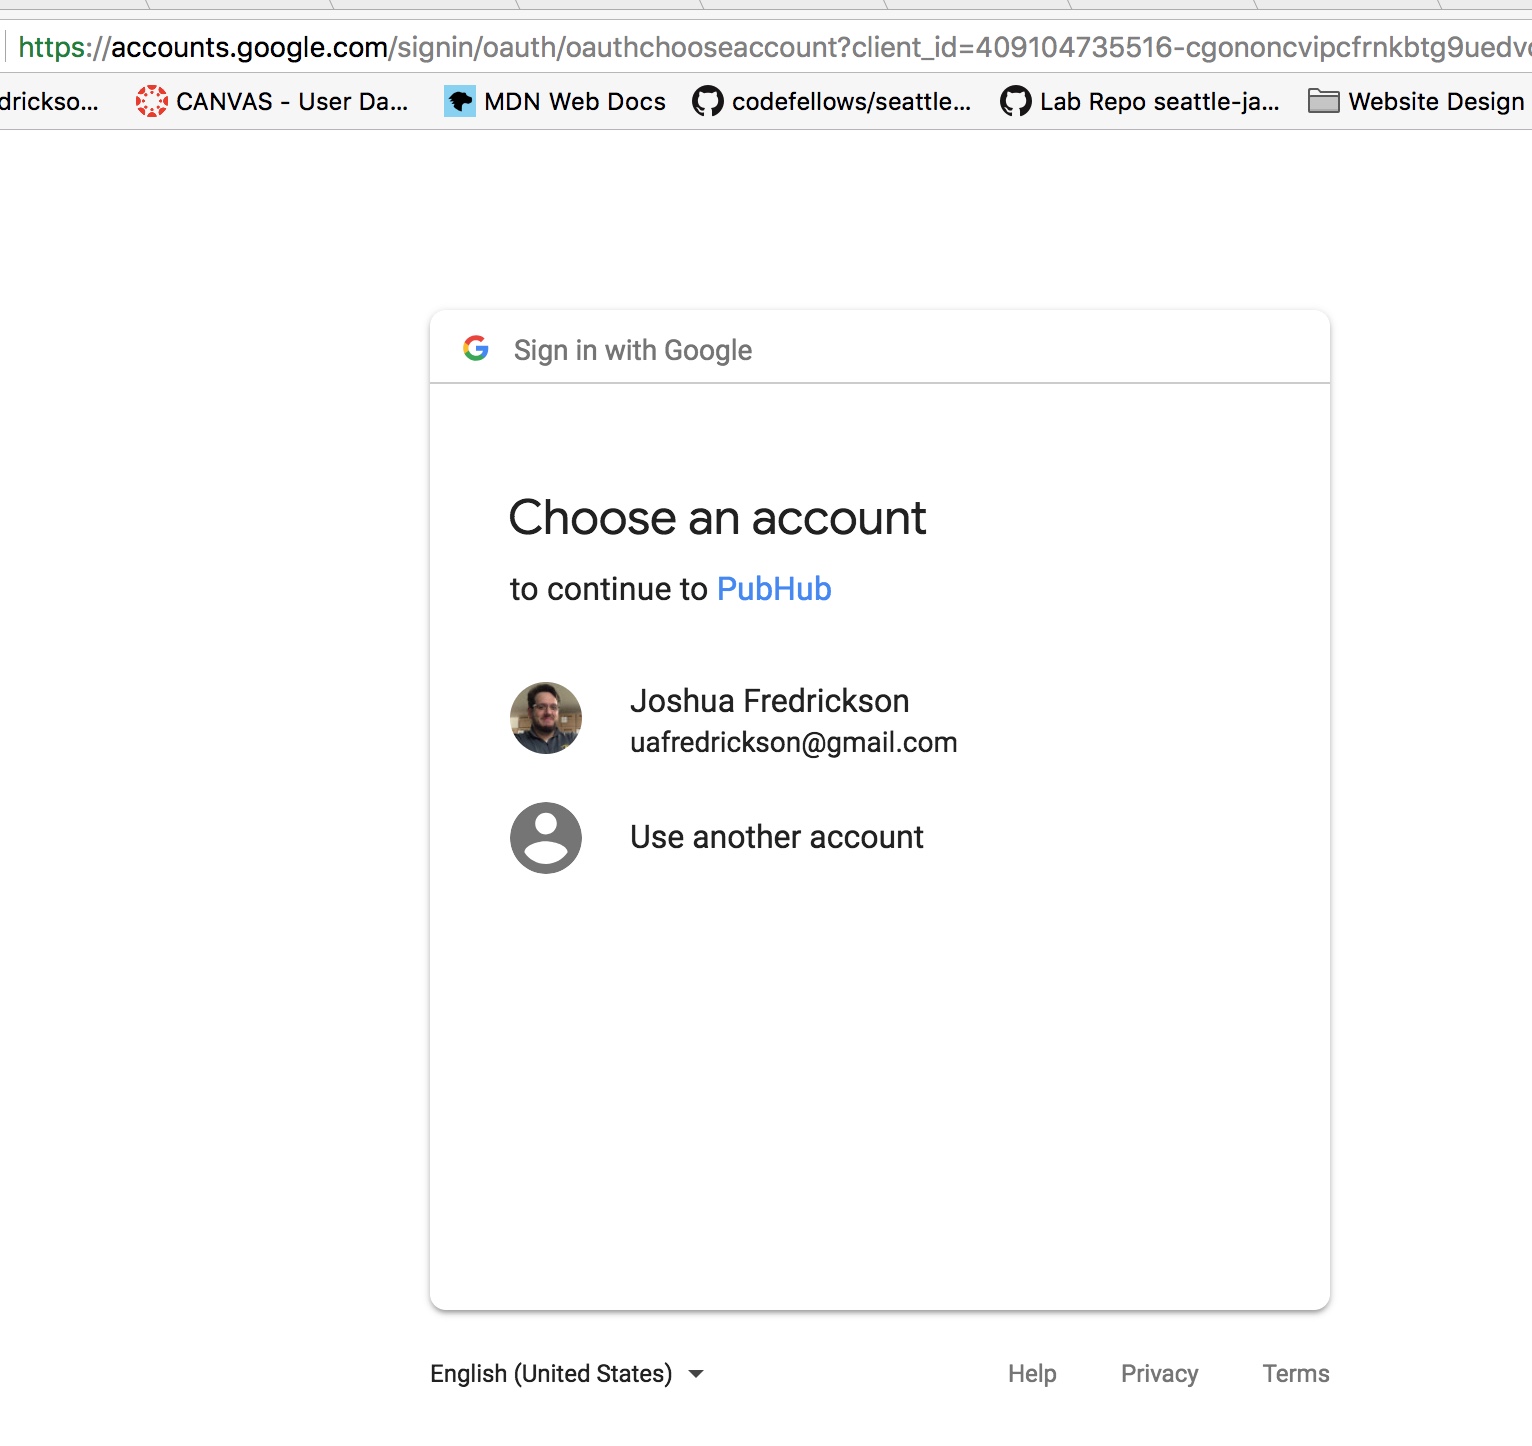 https://accounts.google.com/signin/oauth/oauthchooseaccount?client_id=409104735516-cgononcvipcfrnkbtg9uedv
drickso... CANVAS - User Da... MDN Web Docs codefellows/seattle... Lab Repo seattle-ja... Website Design
Sign in with Google
Choose an account
to continue to PubHub
Joshua Fredrickson
uafredrickson@gmail.com
Use another account
English (United States) Help Privacy Terms